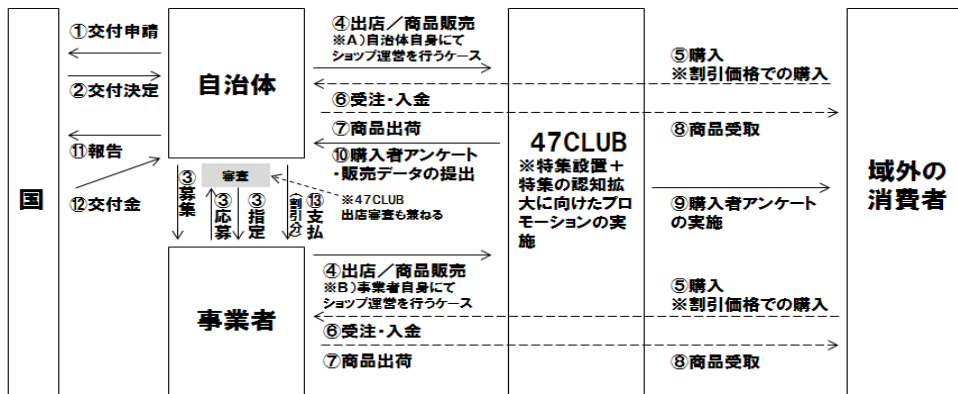 国
①交付申請
②交付決定
⑪報告
⑫交付金
自治体
③募集
審査
③応募
③指定
⑬支払
(割引分)
※47CLUB
出店審査も兼ねる
事業者
④出店／商品販売
※A)自治体自身にて
ショップ運営を行うケース
⑥受注・入金
⑦商品出荷
⑩購入者アンケート
・販売データの提出
④出店／商品販売
※B)事業者自身にて
ショップ運営を行うケース
⑥受注・入金
⑦商品出荷
47CLUB
※特集設置＋
特集の認知拡
大に向けたプロ
モーションの実
施
⑤購入
※割引価格での購入
⑧商品受取
⑨購入者アンケート
の実施
⑤購入
※割引価格での購入
⑧商品受取
域外の
消費者